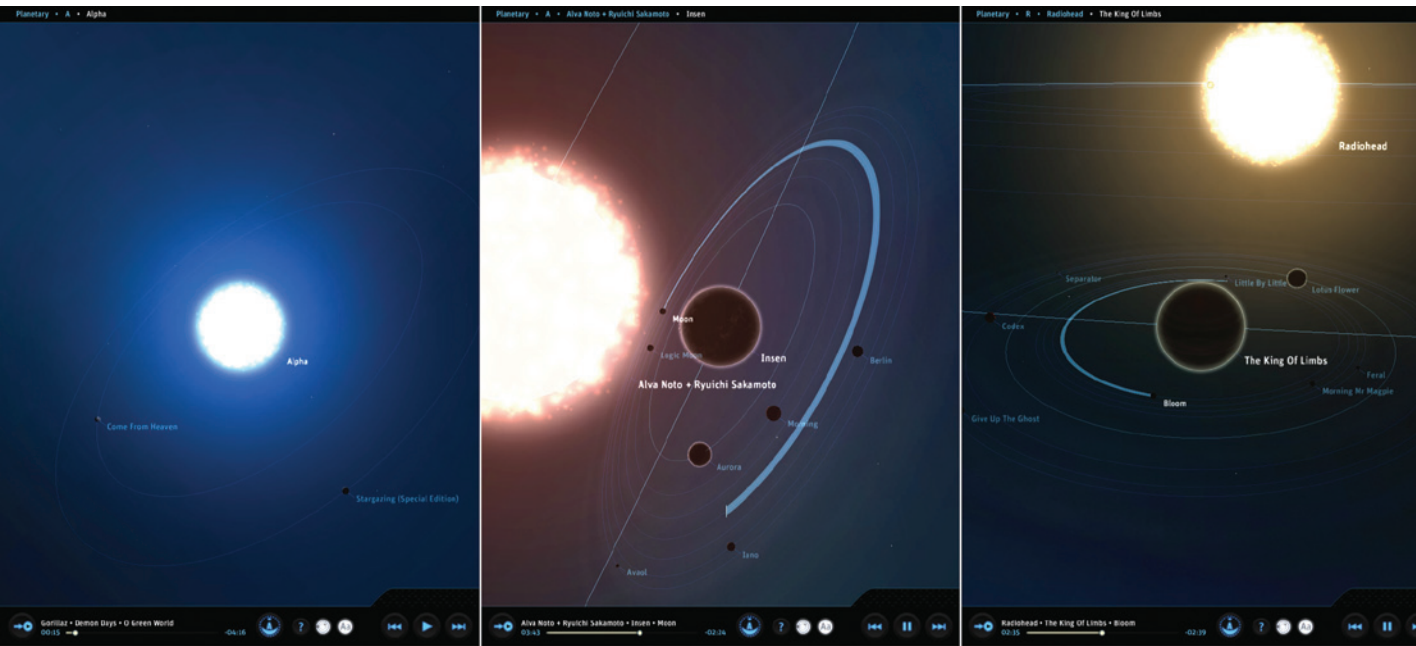 Planetary • A • Alpha
Alpha
Come From Heaven
Stargazing (Special Edition)
Gorillaz • Demon Days • O Green World
00:15
-04:16
?
Aa
Planetary • A • Alva Noto + Ryuichi Sakamoto • Insen
Moon
Logic Moon
Insen
Berlin
Alva Noto + Ryuichi Sakamoto
Morning
Aurora
Iano
Avaol
Alva Noto + Ryuichi Sakamoto • Insen • Moon
03:43
-02:24
?
Aa
Planetary • R • Radiohead • The King Of Limbs
Radiohead
Separator
Little By Little
Lotus Flower
Codex
The King Of Limbs
Feral
Morning Mr Magpie
Bloom
Give Up The Ghost
Radiohead • The King Of Limbs • Bloom
02:35
-02:39
?
Aa